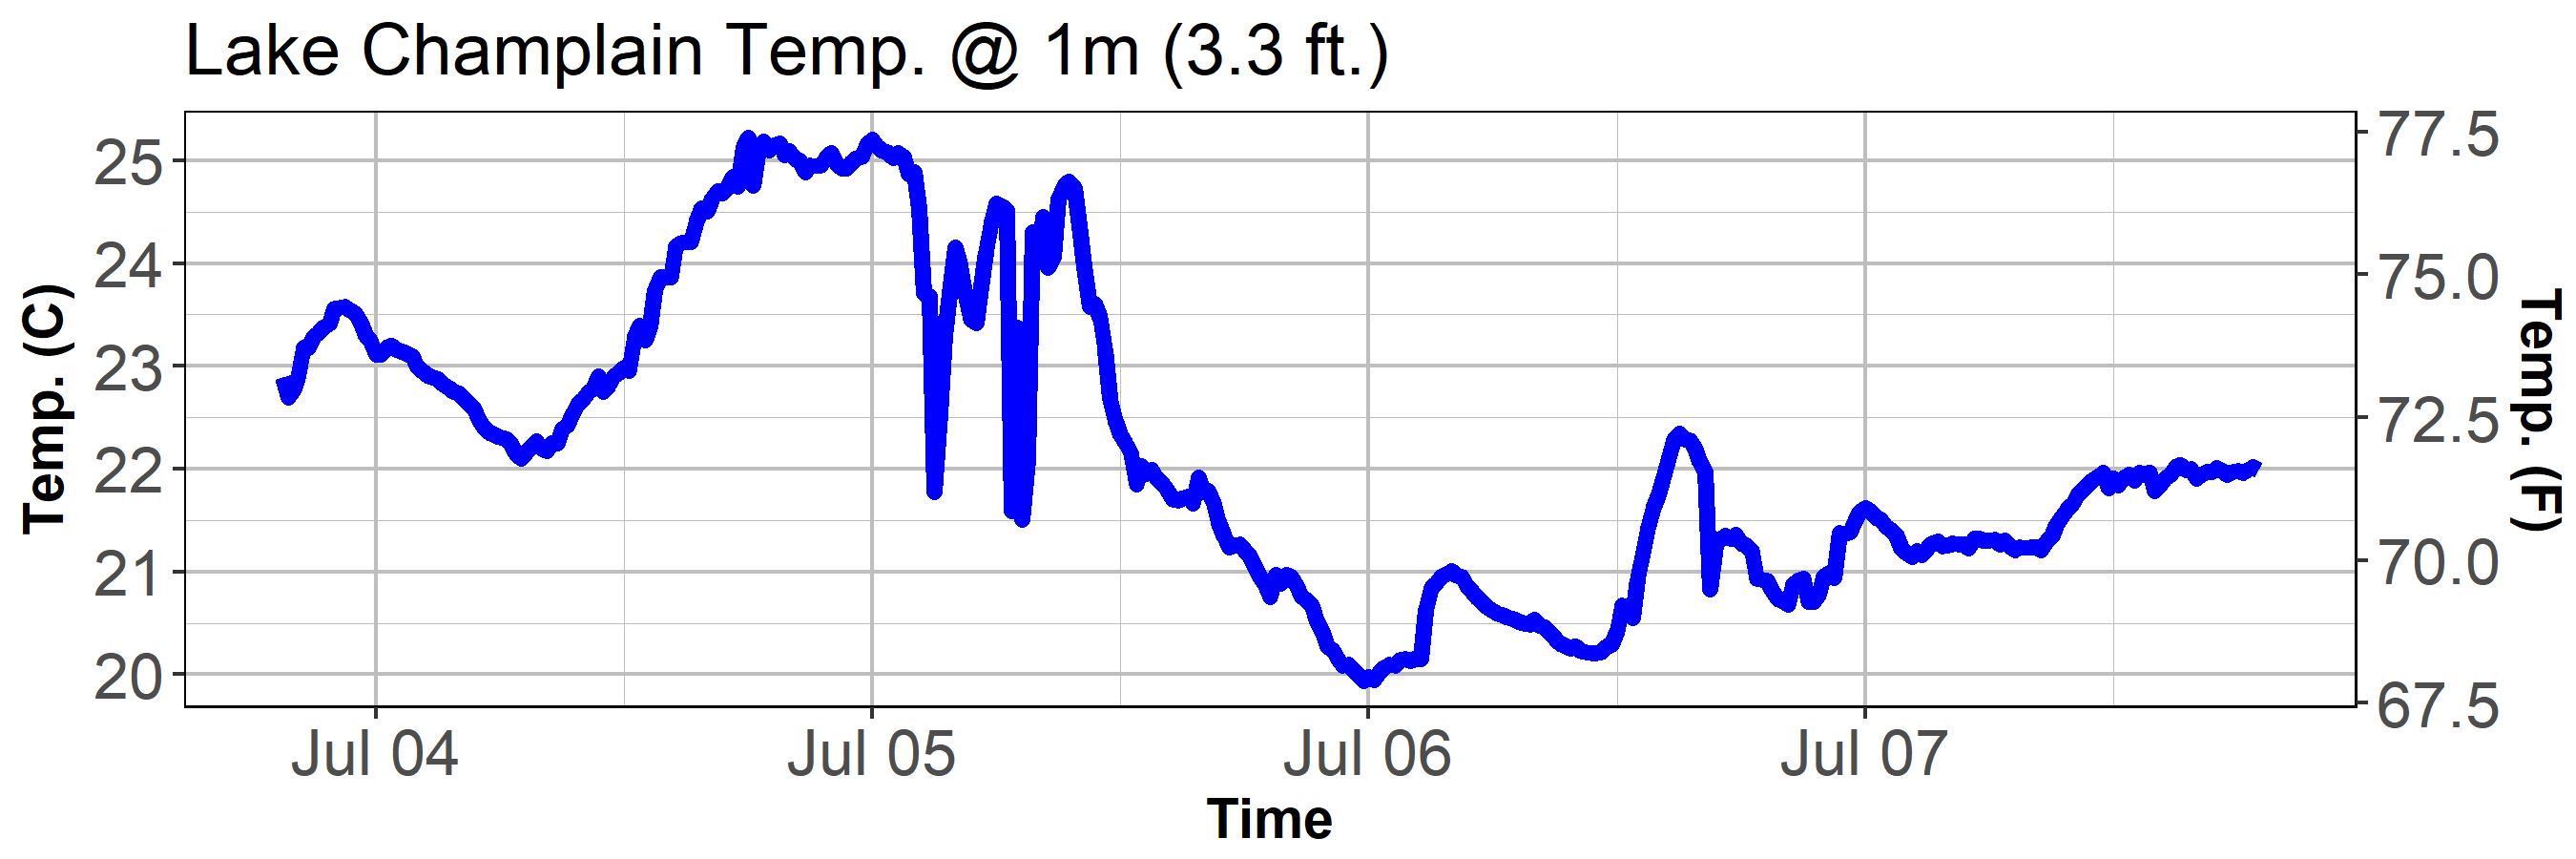 Lake Champlain Temp. @ 1m (3.3 ft.)
Temp. (C)
25
24
23
22
21
20
77.5
75.0
72.5
70.0
67.5
Temp. (F)
Jul 04 Jul 05 Jul 06 Jul 07
Time